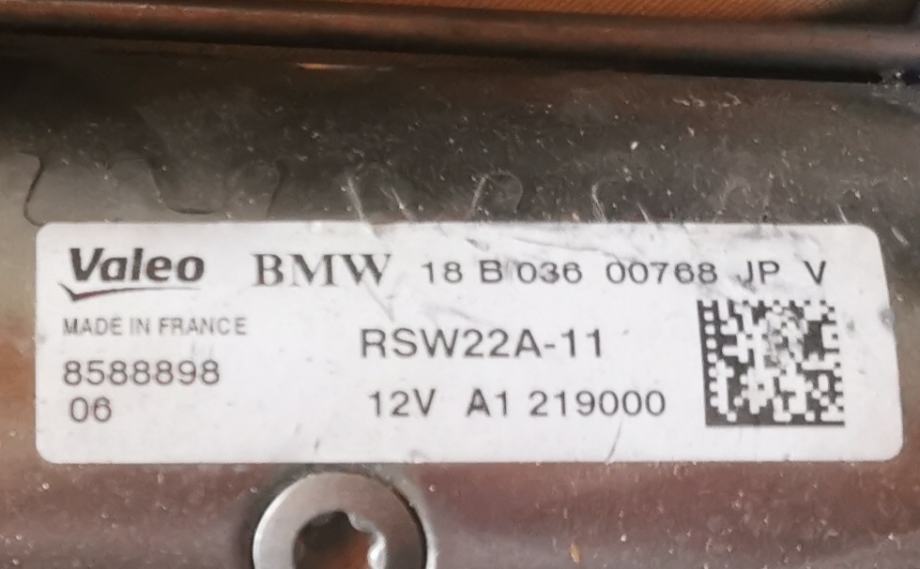 Valeo BMW 18 B 036 00768 JP V
MADE IN FRANCE
RSW22A-11
8588898
12V A1 219000
06